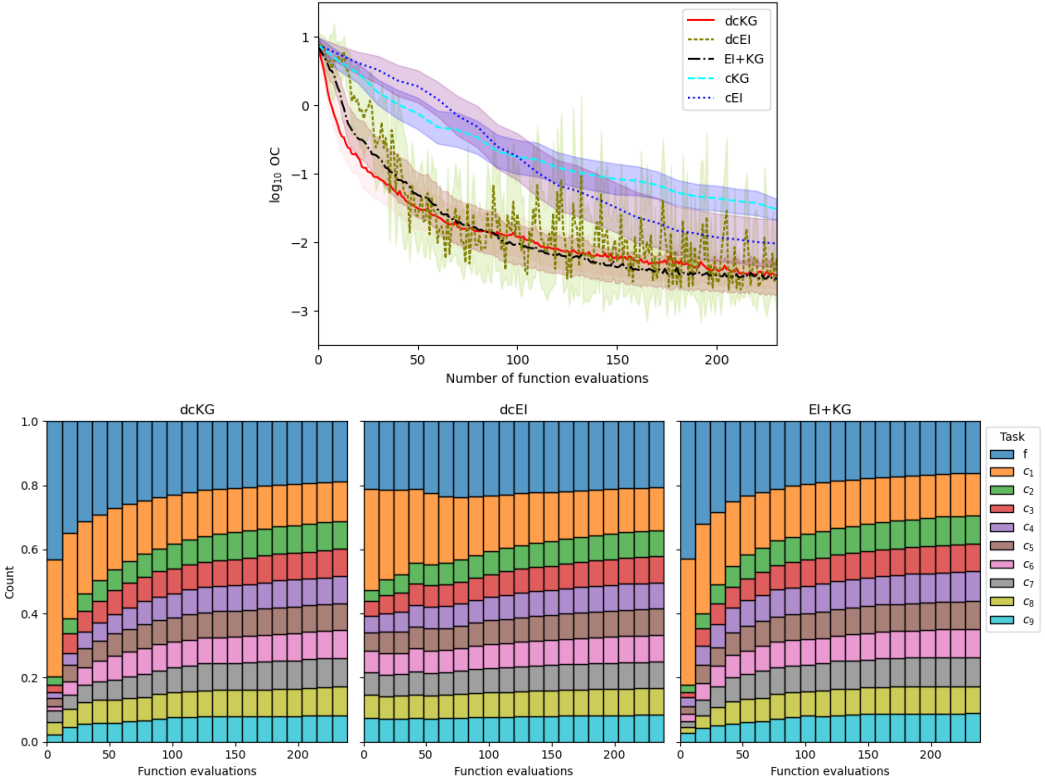 dcKG
dcEI
EI+KG
cKG
cEI
1
0
−1
−2
−3
log₁₀ OC
0 50 100 150 200
Number of function evaluations
dcKG dcEI EI+KG
1.0
0.8
0.6
0.4
0.2
0.0
Count
0 50 100 150 200
Function evaluations
0 50 100 150 200
Function evaluations
0 50 100 150 200
Function evaluations
Task
f
c₁
c₂
c₃
c₄
c₅
c₆
c₇
c₈
c₉